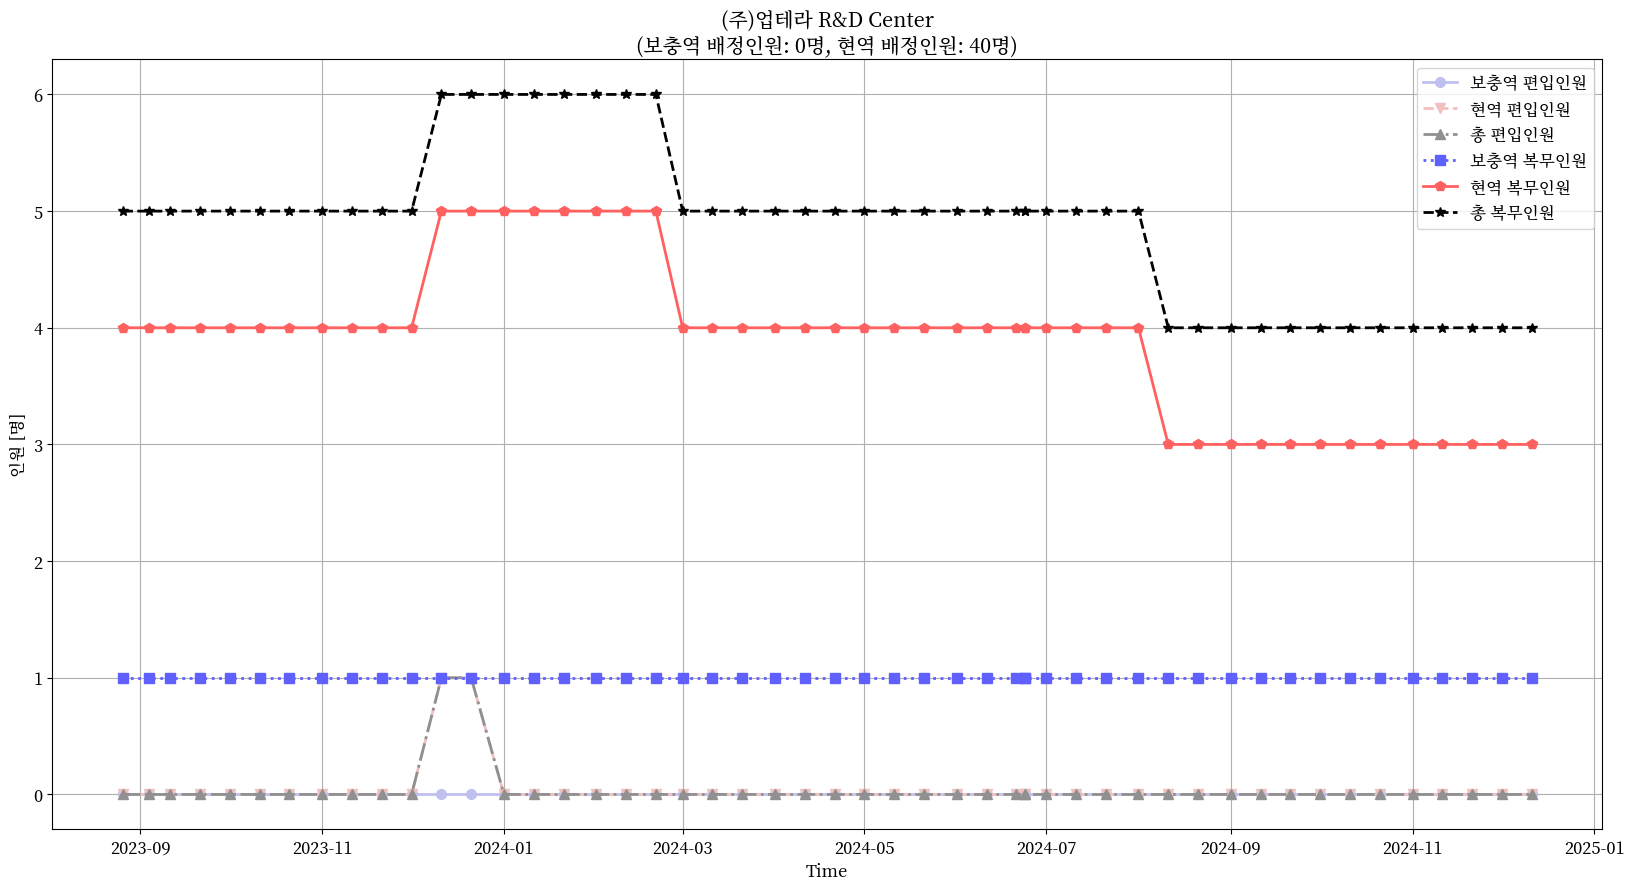 (주)업테라 R&D Center
(보충역 배정인원: 0명, 현역 배정인원: 40명)
보충역 편입인원
현역 편입인원
총 편입인원
보충역 복무인원
현역 복무인원
총 복무인원
인원 [명]
6
5
4
3
2
1
0
2023-09
2023-11
2024-01
2024-03
2024-05
2024-07
2024-09
2024-11
2025-01
Time